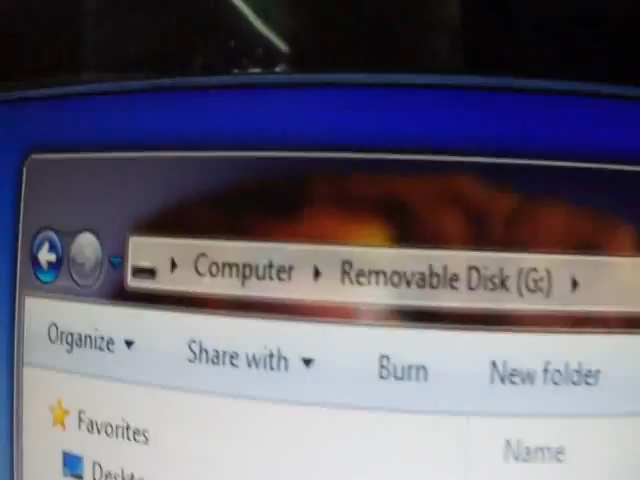 Computer Removable Disk (G:)
Organize Share with Burn New folder
Favorites
Name